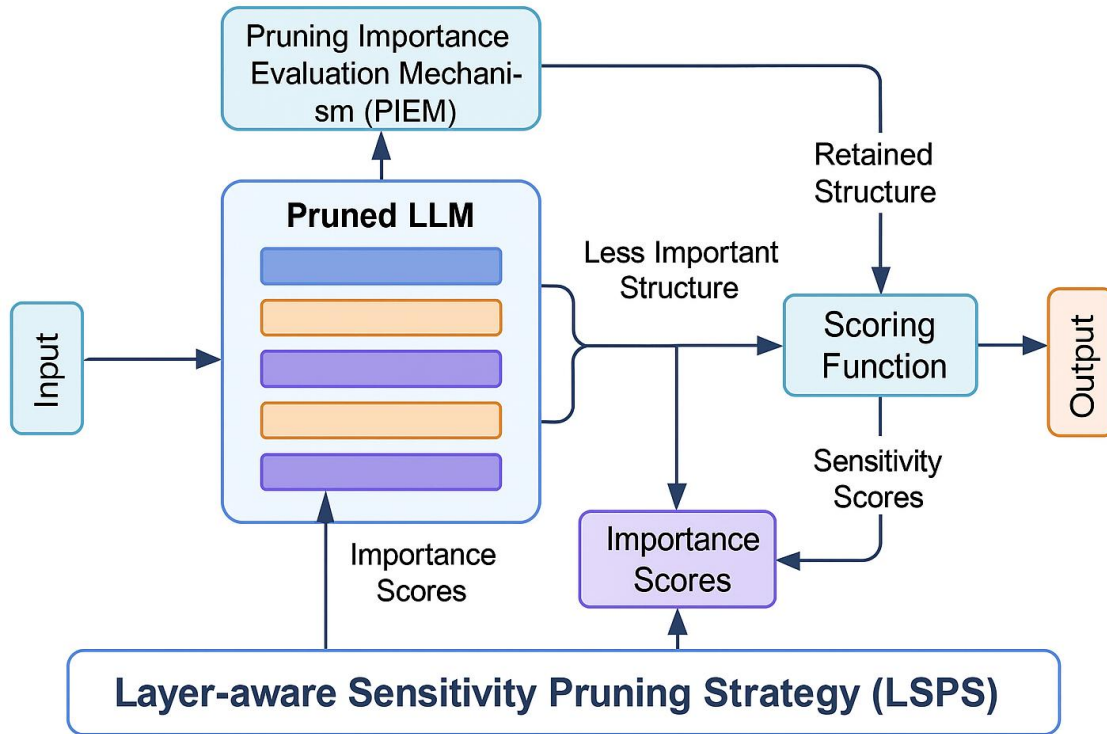 Pruning Importance
Evaluation Mechani-
sm (PIEM)
Retained
Structure
Pruned LLM
Less Important
Structure
Input
Scoring
Function
Output
Sensitivity
Scores
Importance
Scores
Importance
Scores
Layer-aware Sensitivity Pruning Strategy (LSPS)